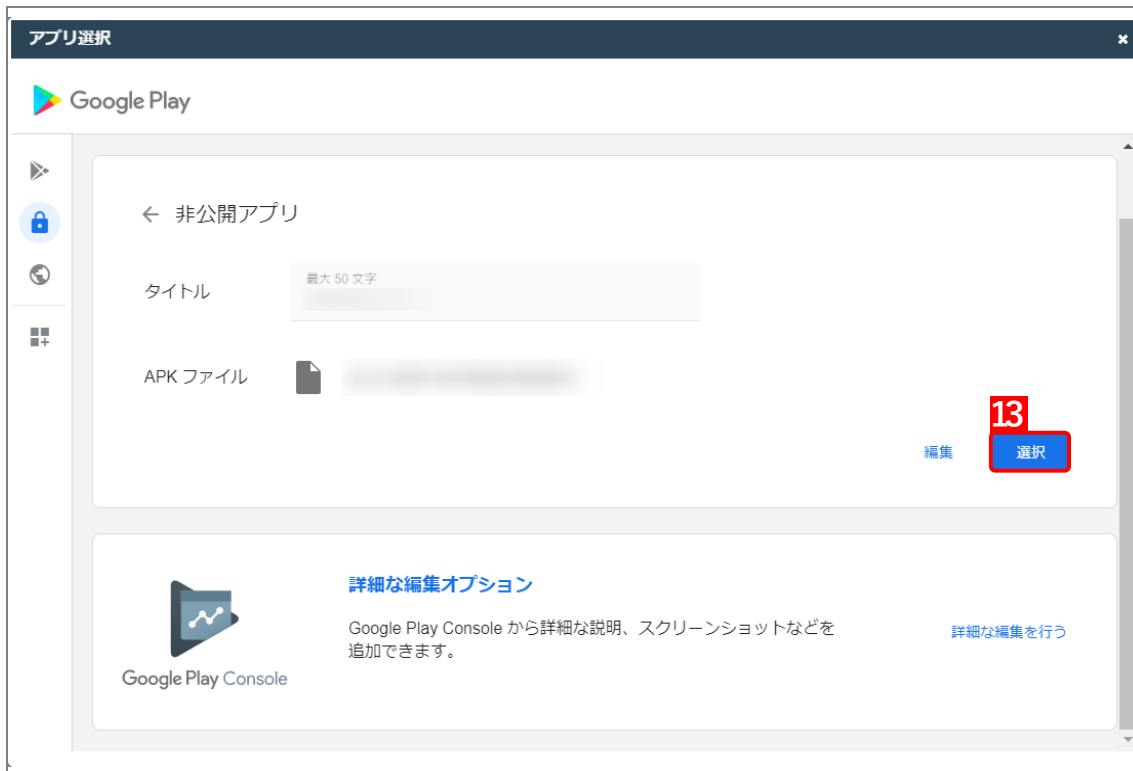 アプリ選択
Google Play
非公開アプリ
タイトル
最大 50 文字
APK ファイル
13
編集
選択
詳細な編集オプション
Google Play Console から詳細な説明、スクリーンショットなどを
追加できます。
詳細な編集を行う
Google Play Console